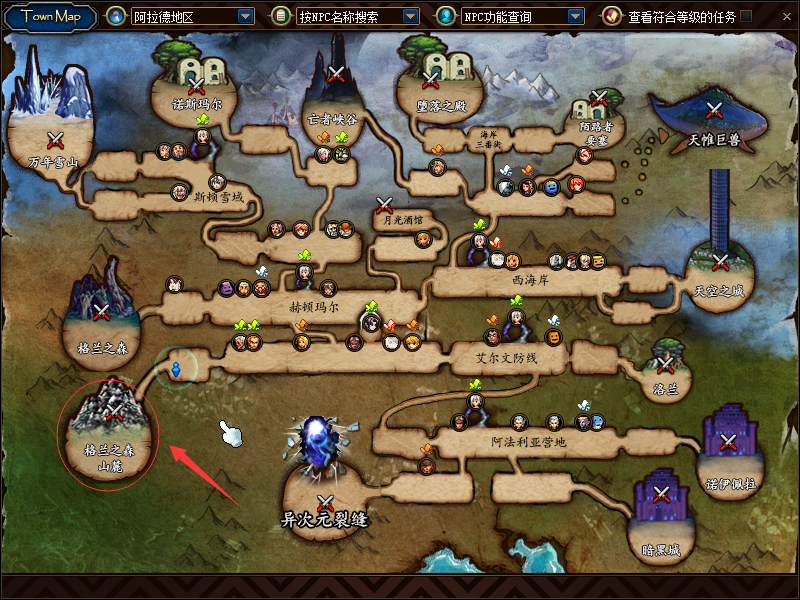 Town Map
阿拉德地区
按NPC名称搜索
NPC功能查询
查看符合等级的任务
万年雪山
诺斯玛尔
亡者峡谷
堕落之殿
海岸
三番街
陌路者
要塞
天帷巨兽
斯顿雪域
月光酒馆
西海岸
天空之城
赫顿玛尔
格兰之森
艾尔文防线
洛兰
格兰之森
山麓
阿法利亚营地
诺伊佩拉
异次元裂缝
暗黑城